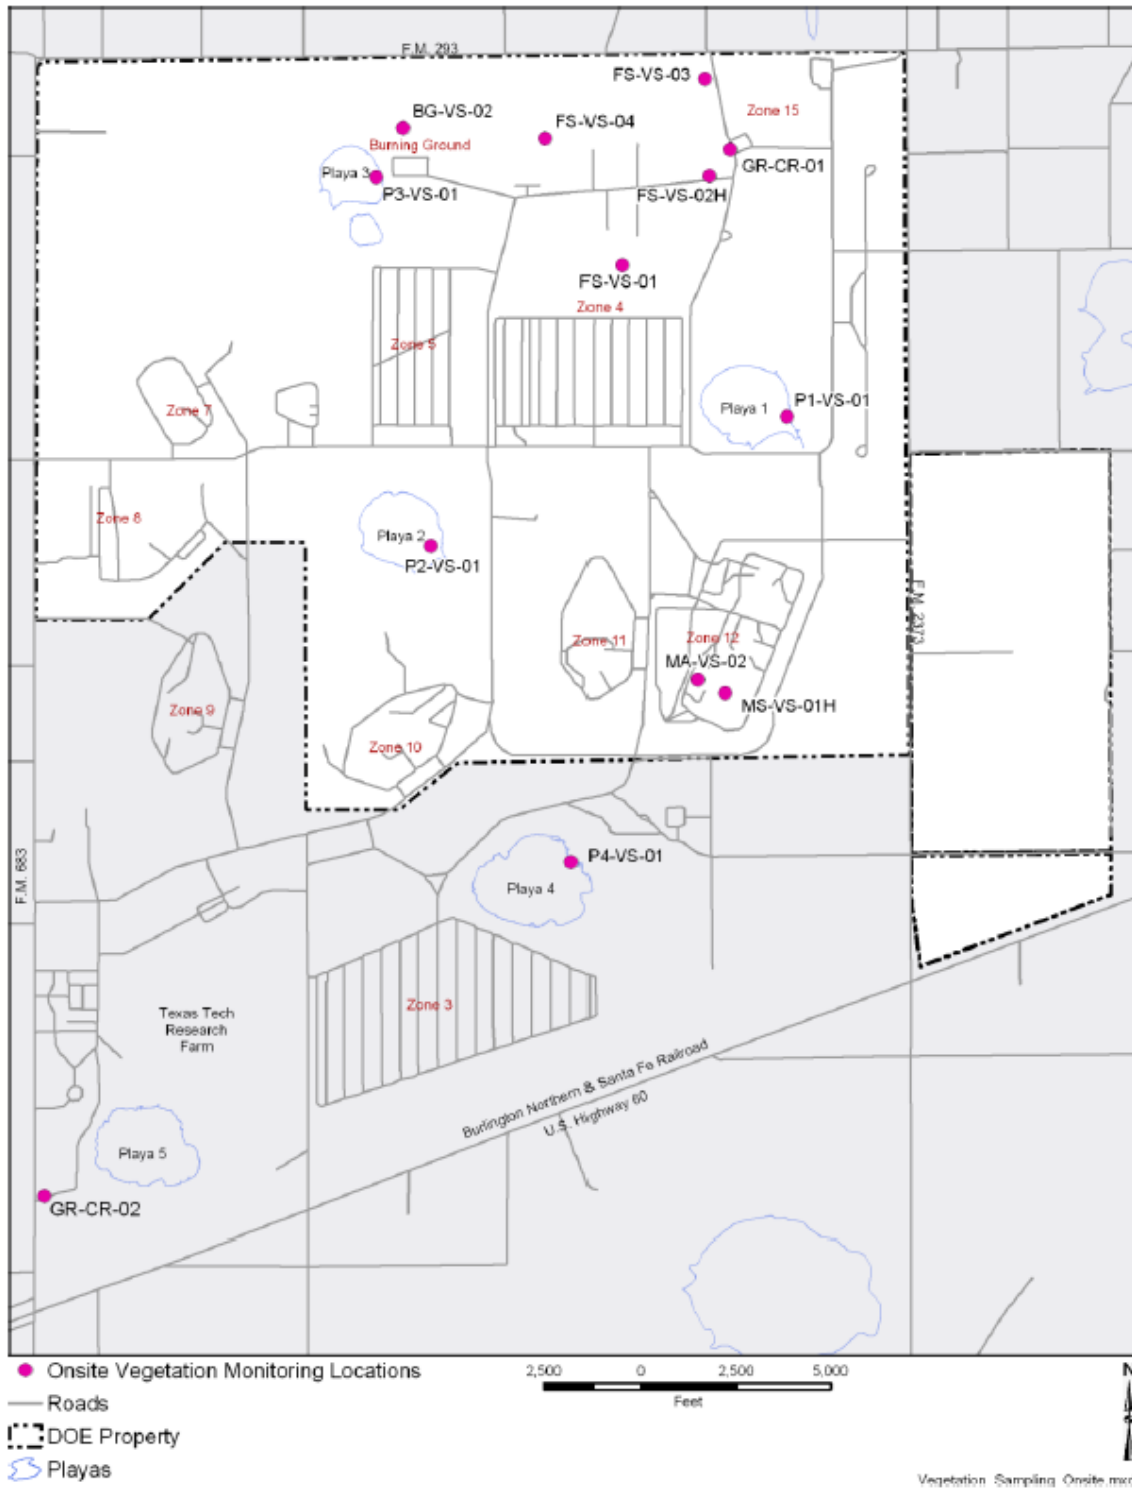 F.M. 293
FS-VS-03
Zone 15
BG-VS-02
FS-VS-04
Burning Ground
GR-CR-01
Playa 3
P3-VS-01
FS-VS-02H
FS-VS-01
Zone 4
Zone 5
Zone 7
Playa 1
P1-VS-01
Zone 8
Playa 2
P2-VS-01
F.M. 2373
Zone 11
Zone 12
MA-VS-02
MS-VS-01H
Zone 9
Zone 10
F.M. 683
P4-VS-01
Playa 4
Zone 3
Texas Tech
Research
Farm
Burlington Northern & Santa Fe Railroad
U.S. Highway 60
Playa 5
GR-CR-02
Onsite Vegetation Monitoring Locations
2,500 0 2,500 5,000
Feet
N
Roads
DOE Property
Playas
Vegetation_Sampling_Onsite.mxd